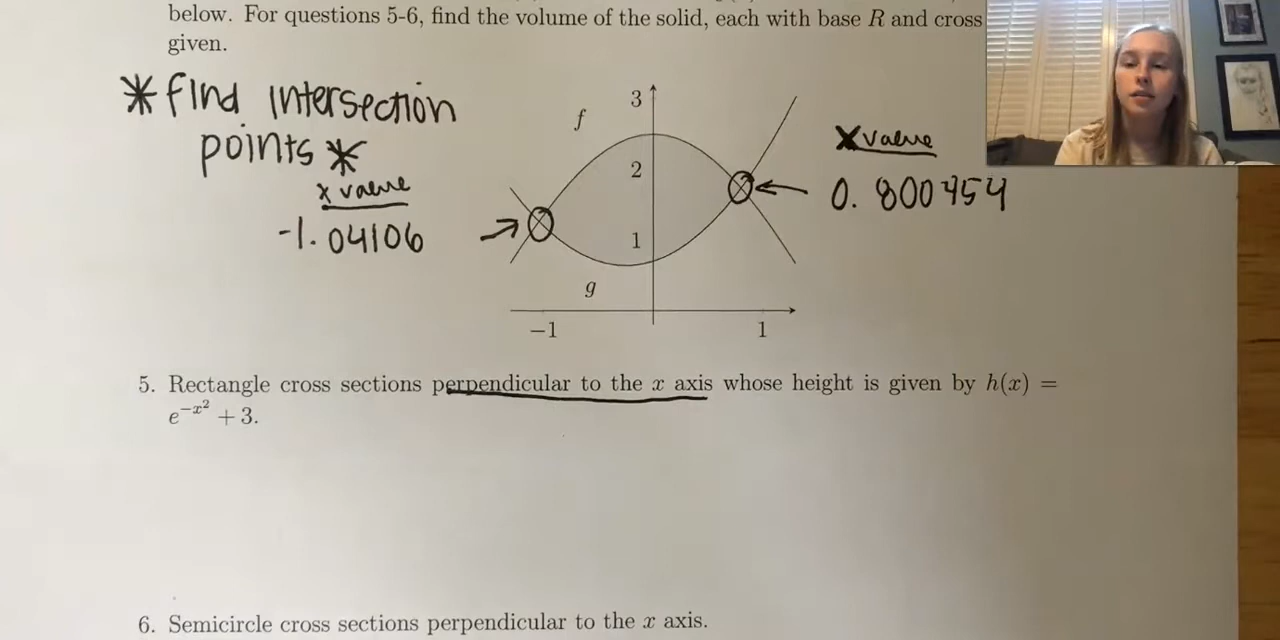 below. For questions 5-6, find the volume of the solid, each with base R and cross
given.
*find intersection
points*
x value
-1.04106
f
3
2
1
g
-1
1
x value
0.800454
5. Rectangle cross sections perpendicular to the x axis whose height is given by h(x) =
e^{-x^2} + 3.
6. Semicircle cross sections perpendicular to the x axis.